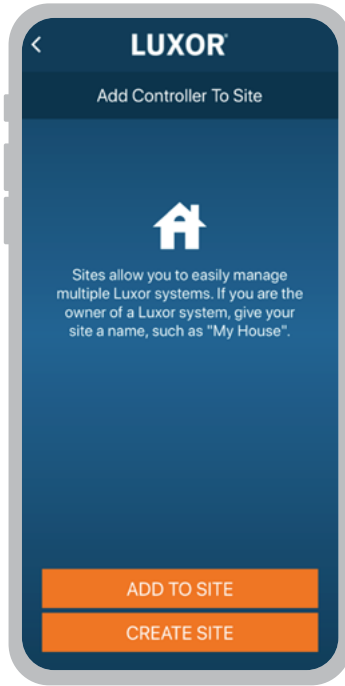 LUXOR®
Add Controller To Site
Sites allow you to easily manage
multiple Luxor systems. If you are the
owner of a Luxor system, give your
site a name, such as "My House".
ADD TO SITE
CREATE SITE